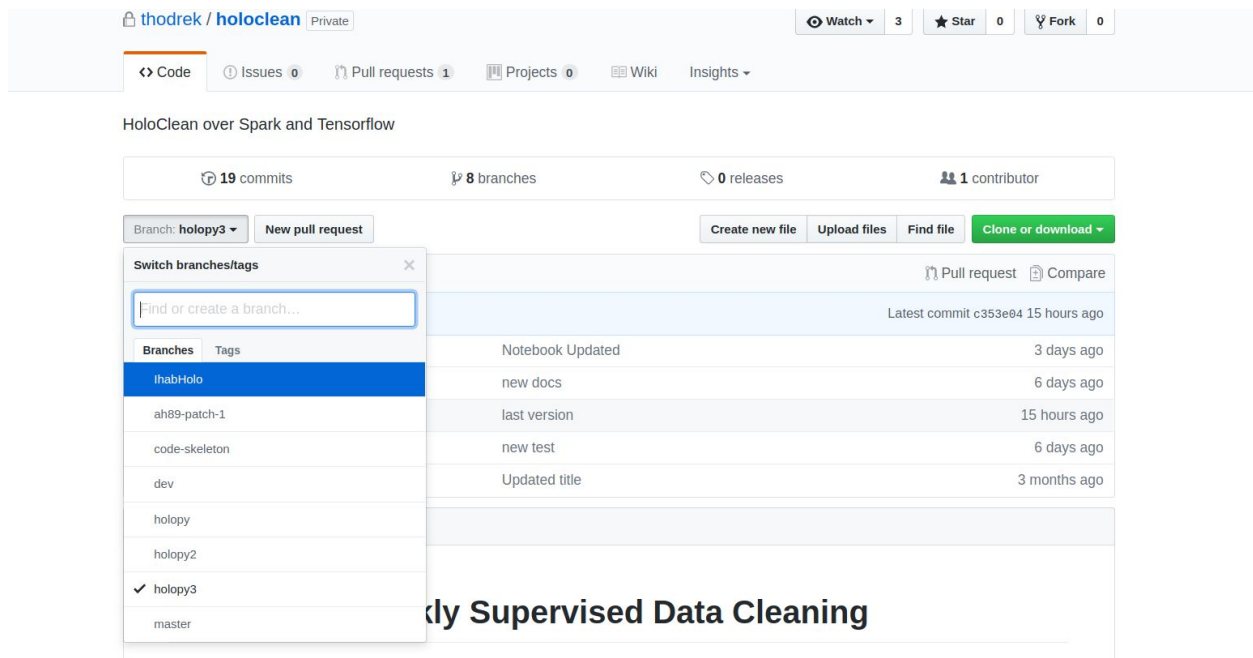 thodrek / holoclean Private Watch 3 Star 0 Fork 0
Code Issues 0 Pull requests 1 Projects 0 Wiki Insights
HoloClean over Spark and Tensorflow
19 commits 8 branches 0 releases 1 contributor
Branch: holopy3 New pull request Create new file Upload files Find file Clone or download
Switch branches/tags
Pull request Compare
Find or create a branch...
Latest commit c353e04 15 hours ago
Branches Tags
Notebook Updated 3 days ago
IhabHolo
new docs 6 days ago
ah89-patch-1
last version 15 hours ago
code-skeleton
new test 6 days ago
dev
Updated title 3 months ago
holopy
holopy2
holopy3
kly Supervised Data Cleaning
master